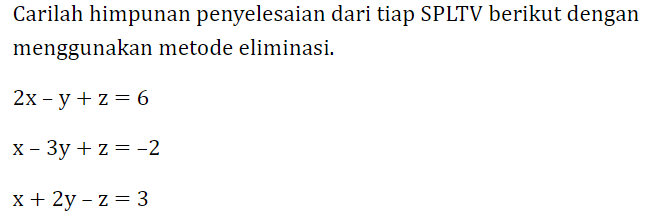 Carilah himpunan penyelesaian dari tiap SPLTV berikut dengan
menggunakan metode eliminasi.
2x – y + z = 6
x – 3y + z = –2
x + 2y – z = 3